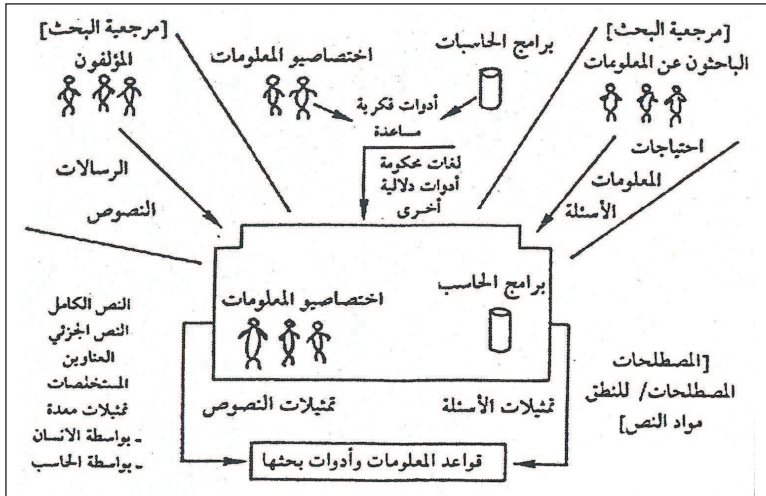 [مرجعية البحث]
الباحثون عن المعلومات
احتياجات
المعلومات
الأسئلة
برامج الحاسبات
اختصاصيو المعلومات
أدوات فكرية
مساعدة
لغات محكومة
أدوات دلالية
أخرى
[مرجعية البحث]
المؤلفون
الرسالات
النصوص
برامج الحاسب
اختصاصيو المعلومات
[المصطلحات
المصطلحات/ للنطق
مواد النص]
تمثيلات الأسئلة
تمثيلات النصوص
النص الكامل
النص الجزئي
العناوين
المستخلصات
تمثيلات معدة
ـ بواسطة الانسان
ـ بواسطة الحاسب
قواعد المعلومات وأدوات بحثها